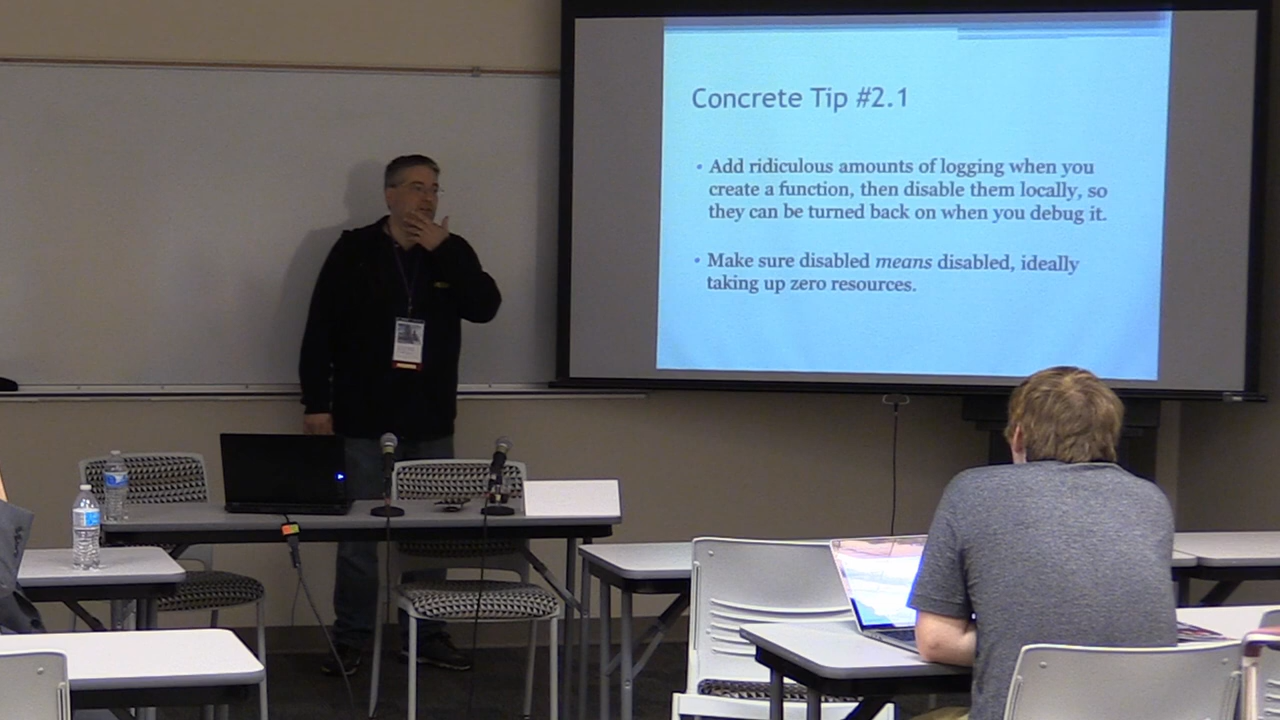 Concrete Tip #2.1
• Add ridiculous amounts of logging when you
create a function, then disable them locally, so
they can be turned back on when you debug it.
• Make sure disabled means disabled, ideally
taking up zero resources.